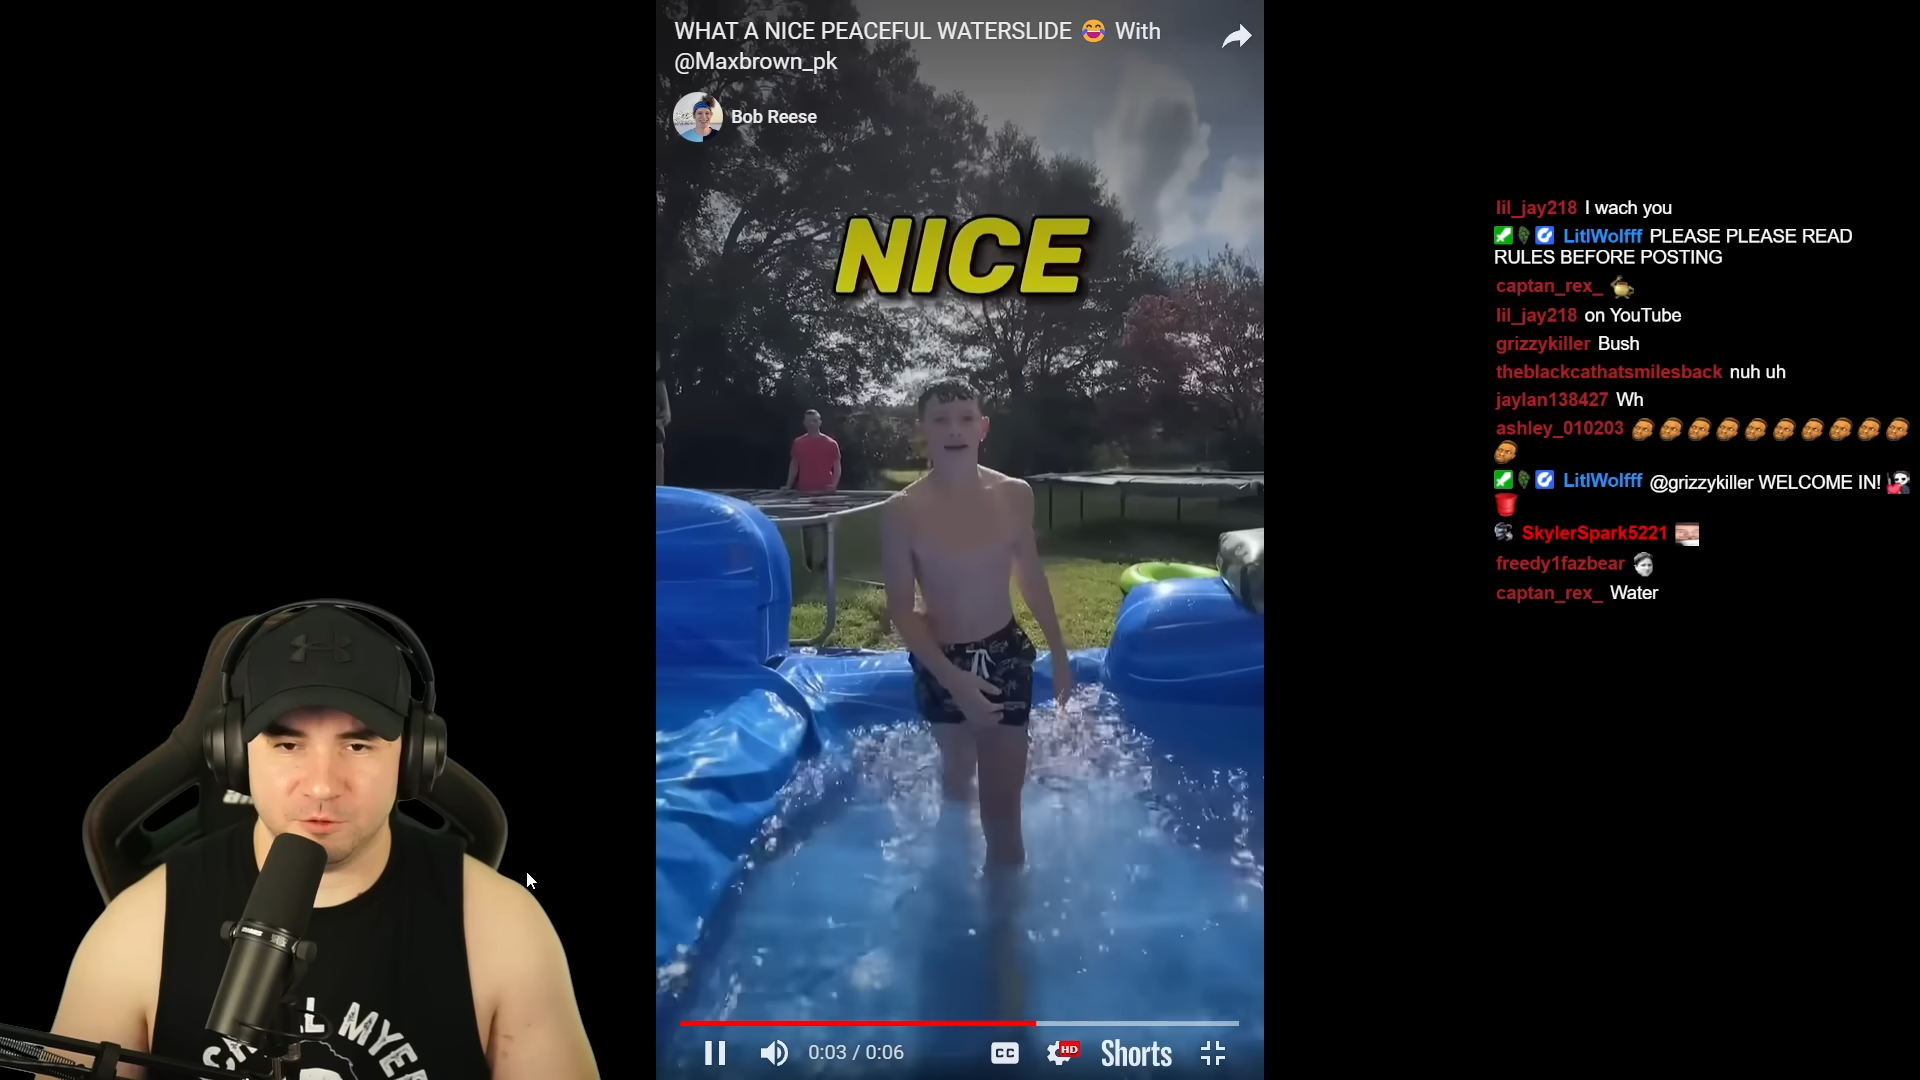 WHAT A NICE PEACEFUL WATERSLIDE 😂 With
@Maxbrown_pk
Bob Reese
NICE
0:03 / 0:06
CC
HD
Shorts
lil_jay218 I wach you
LitlWolfff PLEASE PLEASE READ
RULES BEFORE POSTING
captan_rex_
lil_jay218 on YouTube
grizzykiller Bush
theblackcathatsmilesback nuh uh
jaylan138427 Wh
ashley_010203
LitlWolfff @grizzykiller WELCOME IN!
SkylerSpark5221
freedy1fazbear
captan_rex_ Water